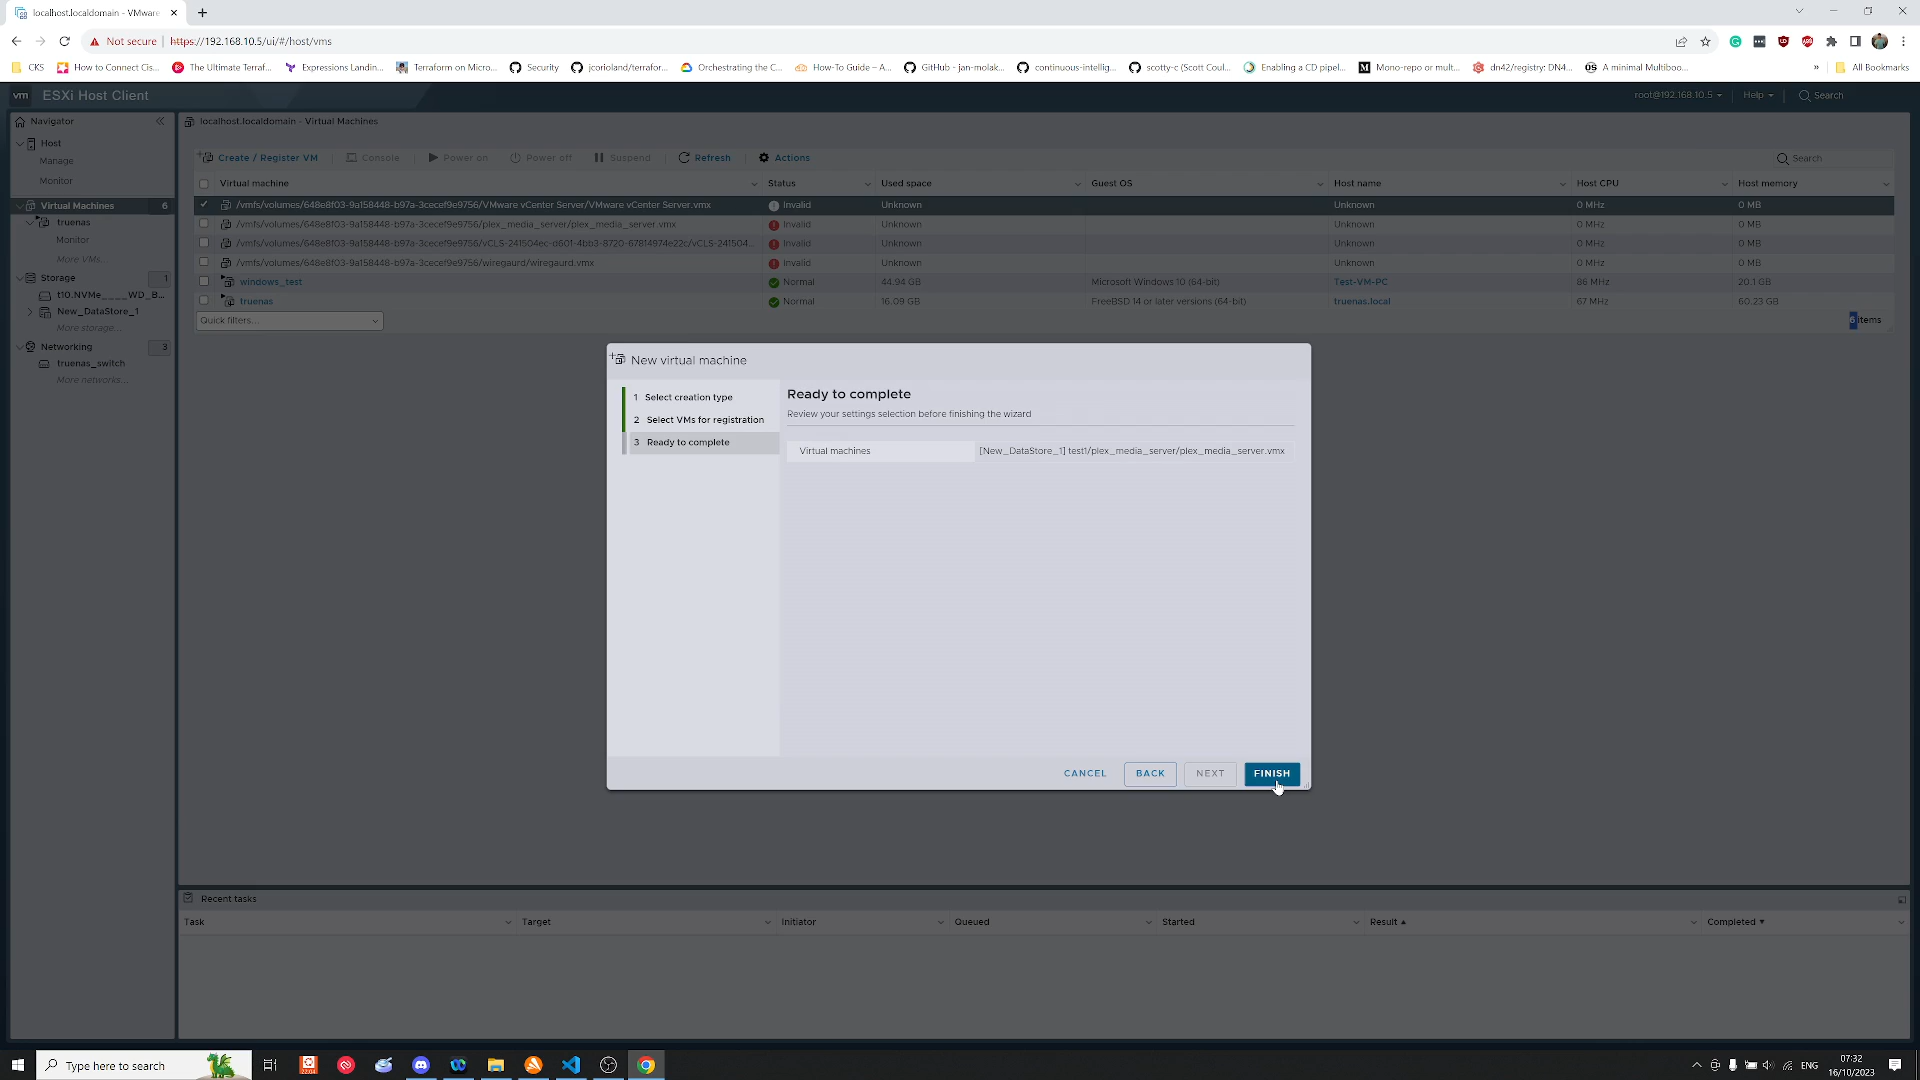 localhost.localdomain - VMware
Not secure
https://192.168.10.5/ui/#/host/vms
CKS
How to Connect Cis...
The Ultimate Terraf...
Expressions Landin...
Terraform on Micro...
Security
jcorioland/terrafor...
Orchestrating the C...
How-To Guide – A...
GitHub - jan-molak...
continuous-intellig...
scotty-c (Scott Coul...
Enabling a CD pipel...
Mono-repo or mult...
dn42/registry: DN4...
A minimal Multiboo...
»
All Bookmarks
vm ESXi Host Client
root@192.168.10.5
Help
Search
Navigator
localhost.localdomain - Virtual Machines
Host
Manage
Monitor
Virtual Machines 6
truenas
Monitor
More VMs...
Storage 1
t10.NVMe____WD_B...
New_DataStore_1
More storage...
Networking 3
truenas_switch
More networks...
Create / Register VM
Console
Power on
Power off
Suspend
Refresh
Actions
Search
Virtual machine Status Used space Guest OS Host name Host CPU Host memory
/vmfs/volumes/648e8f03-9a158448-b97a-3cecef9e9756/VMware vCenter Server/VMware vCenter Server.vmx Invalid Unknown Unknown 0 MHz 0 MB
/vmfs/volumes/648e8f03-9a158448-b97a-3cecef9e9756/plex_media_server/plex_media_server.vmx Invalid Unknown Unknown 0 MHz 0 MB
/vmfs/volumes/648e8f03-9a158448-b97a-3cecef9e9756/vCLS-241504ec-d601-4bb3-8720-67814974e22c/vCLS-241504... Invalid Unknown Unknown 0 MHz 0 MB
/vmfs/volumes/648e8f03-9a158448-b97a-3cecef9e9756/wiregaurd/wiregaurd.vmx Invalid Unknown Unknown 0 MHz 0 MB
windows_test Normal 44.94 GB Microsoft Windows 10 (64-bit) Test-VM-PC 86 MHz 20.1 GB
truenas Normal 16.09 GB FreeBSD 14 or later versions (64-bit) truenas.local 67 MHz 60.23 GB
Quick filters...
6 items
New virtual machine
1 Select creation type
2 Select VMs for registration
3 Ready to complete
Ready to complete
Review your settings selection before finishing the wizard
Virtual machines [New_DataStore_1] test1/plex_media_server/plex_media_server.vmx
CANCEL
BACK
NEXT
FINISH
Recent tasks
Task Target Initiator Queued Started Result Completed
Type here to search
22.04
ENG
07:32
16/10/2023